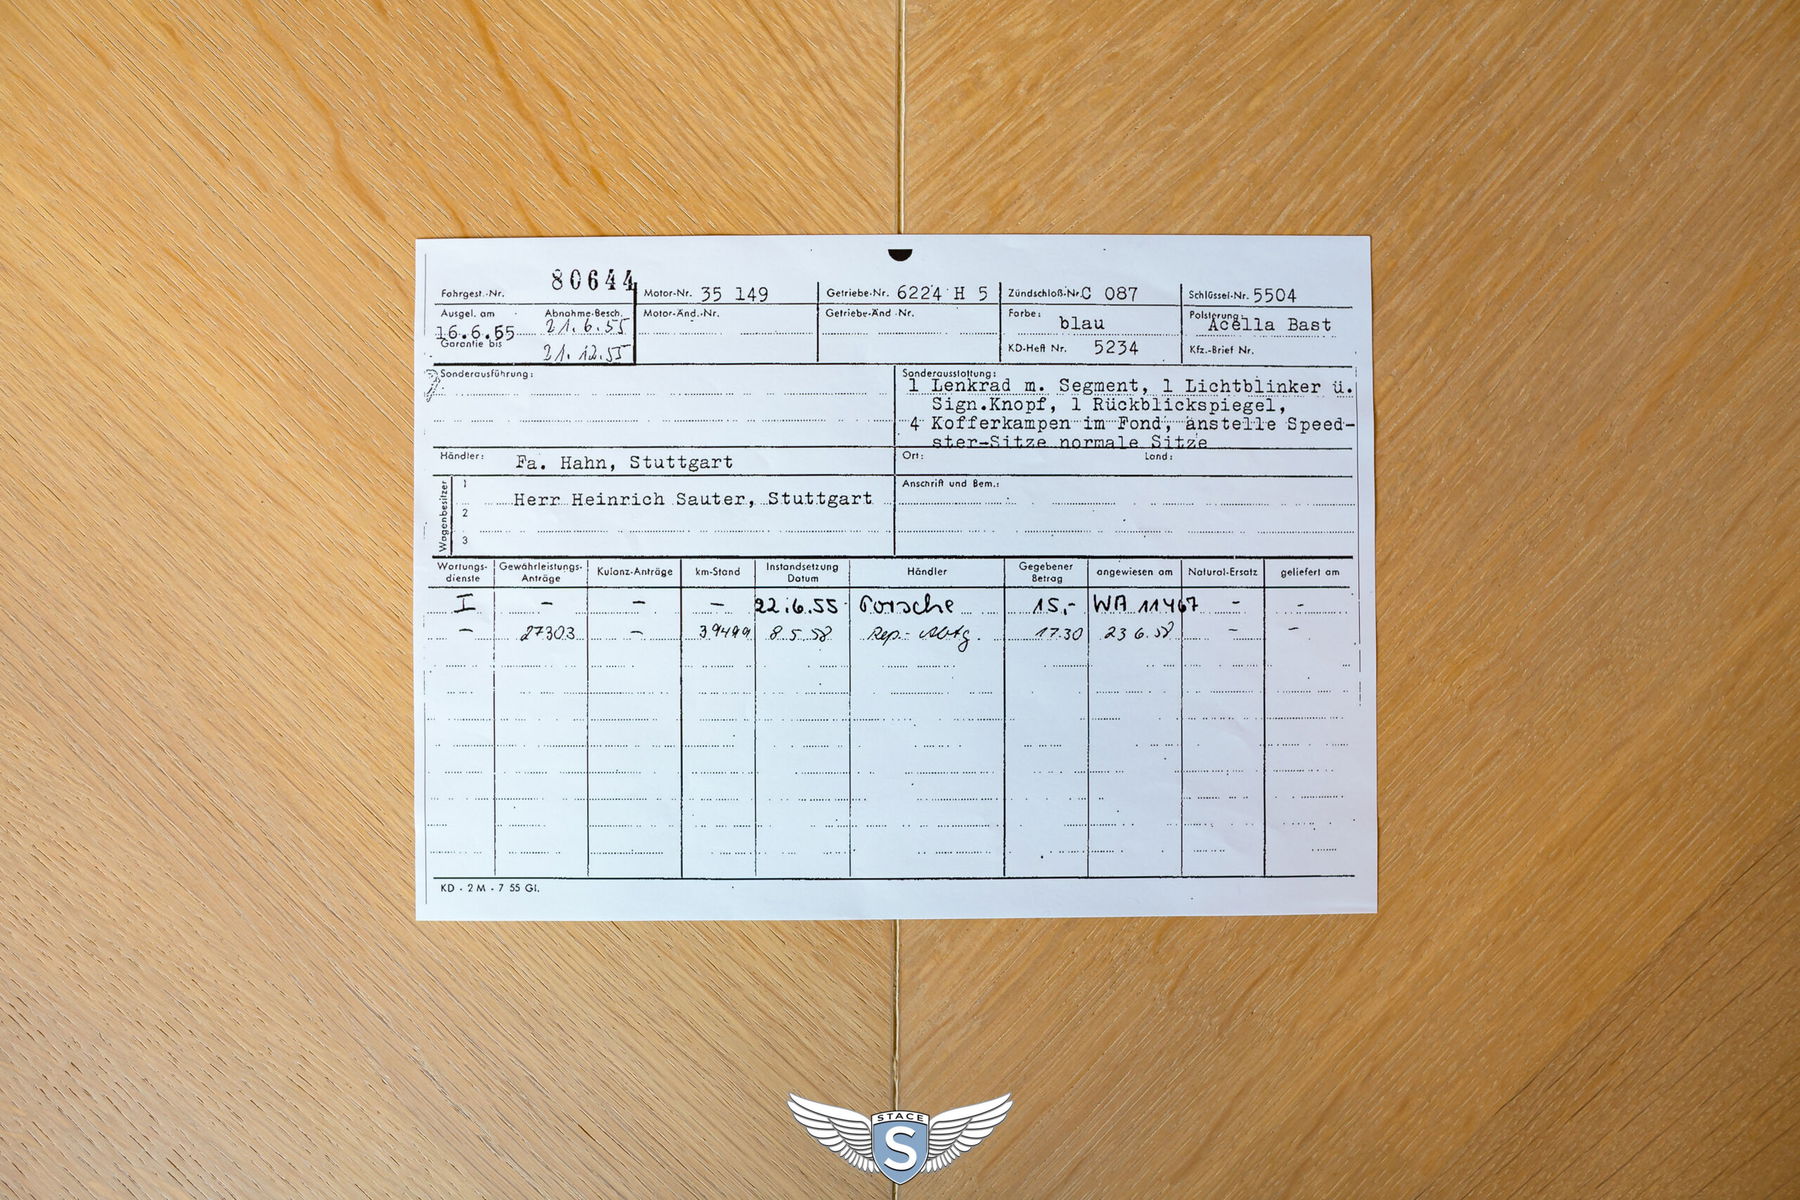 80644
Fahrgest.-Nr.
Motor-Nr. 35 149
Getriebe-Nr. 6224 H 5
Zündschloß-Nr. C 087
Schlüssel-Nr. 5504
Ausgel. am 16.6.55
Abnahme-Besch. 21.6.55
Garantie bis 21.12.55
Motor-Änd.-Nr.
Getriebe-Änd.-Nr.
Farbe: blau
KD-Heft Nr. 5234
Polsterung: Acella Bast
Kfz.-Brief Nr.
Sonderausführung:
Sonderausstattung:
1 Lenkrad m. Segment, 1 Lichtblinker ü.
Sign.Knopf, 1 Rückblickspiegel,
4 Kofferkampen im Fond, anstelle Speed-
ster-Sitze normale Sitze
Händler: Fa. Hahn, Stuttgart
Ort: Land:
Wagenbesitzer
1
Herr Heinrich Sauter, Stuttgart
2
3
Anschrift und Bem.:
Wartungs-dienste Gewährleistungs-Anträge Kulanz-Anträge km-Stand Instandsetzung Datum Händler Gegebener Betrag angewiesen am Natural-Ersatz geliefert am
I - - - 22.6.55 Porsche 15,- WA 11467 - -
- 27303 - 39499 8.5.58 Rep.-Abtg. 17.30 23 6.58 - -
KD - 2 M - 7 55 Gl.
STACE
S